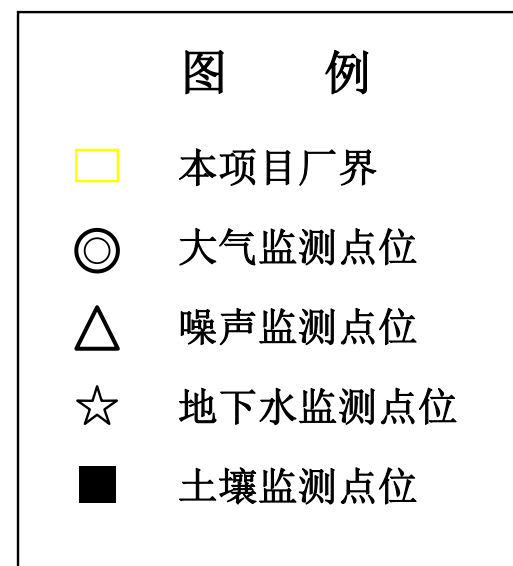 图 例
本项目厂界
大气监测点位
噪声监测点位
地下水监测点位
土壤监测点位